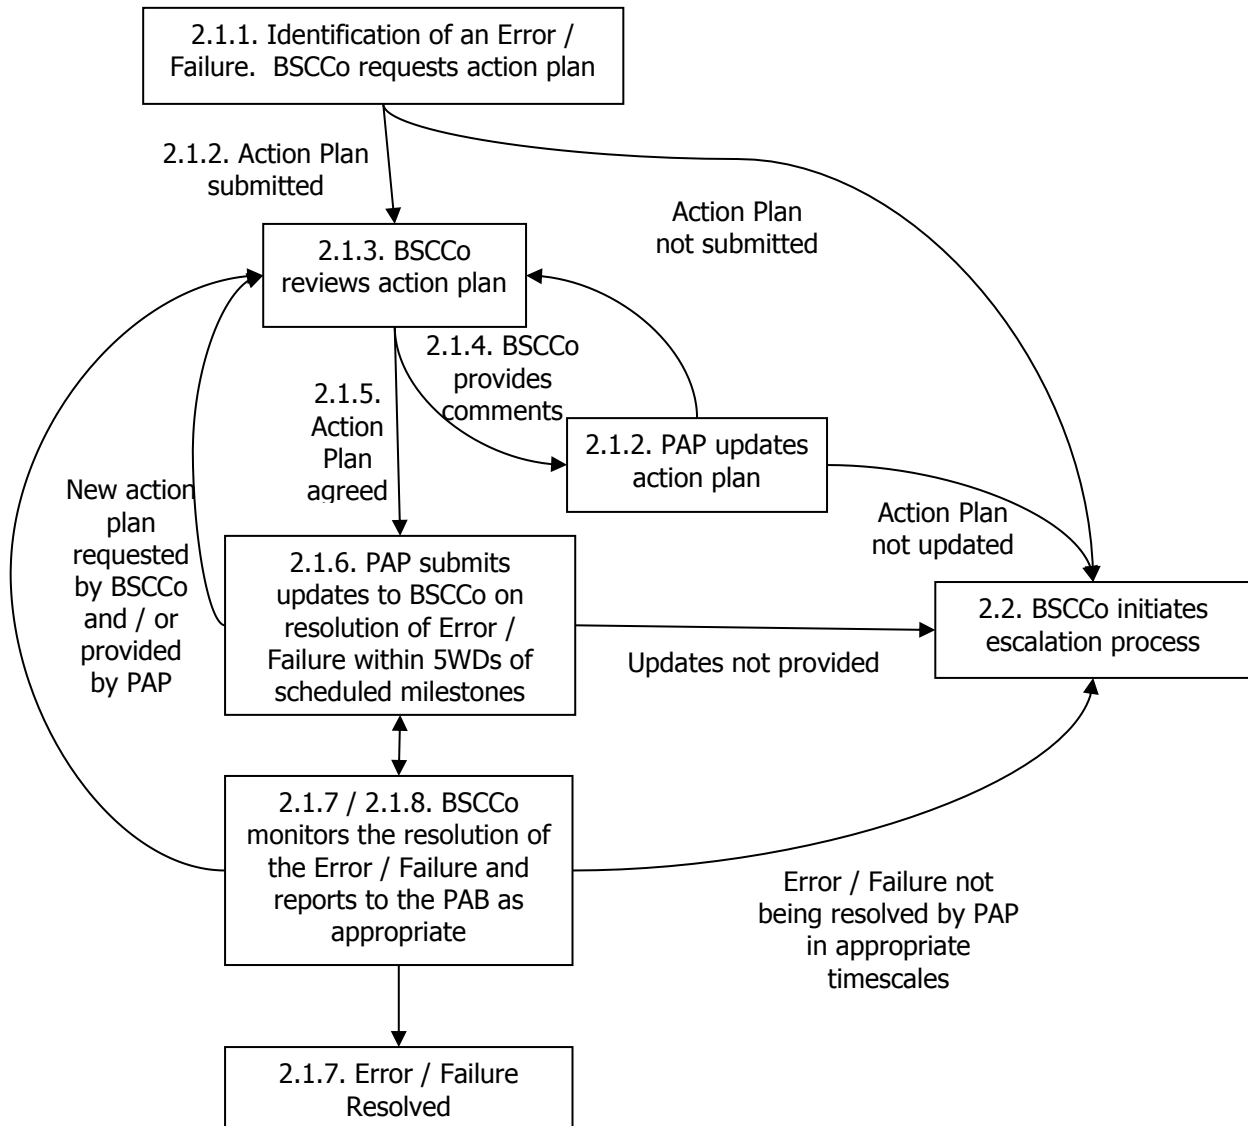 2.1.1. Identification of an Error /
Failure.  BSCCo requests action plan
2.1.2. Action Plan
submitted
Action Plan
not submitted
2.1.3. BSCCo
reviews action plan
2.1.4. BSCCo
provides
comments
2.1.5.
Action
Plan
agreed
2.1.2. PAP updates
action plan
New action
plan
requested
by BSCCo
and / or
provided
by PAP
Action Plan
not updated
2.1.6. PAP submits
updates to BSCCo on
resolution of Error /
Failure within 5WDs of
scheduled milestones
Updates not provided
2.2. BSCCo initiates
escalation process
2.1.7 / 2.1.8. BSCCo
monitors the resolution of
the Error / Failure and
reports to the PAB as
appropriate
Error / Failure not
being resolved by PAP
in appropriate
timescales
2.1.7. Error / Failure
Resolved